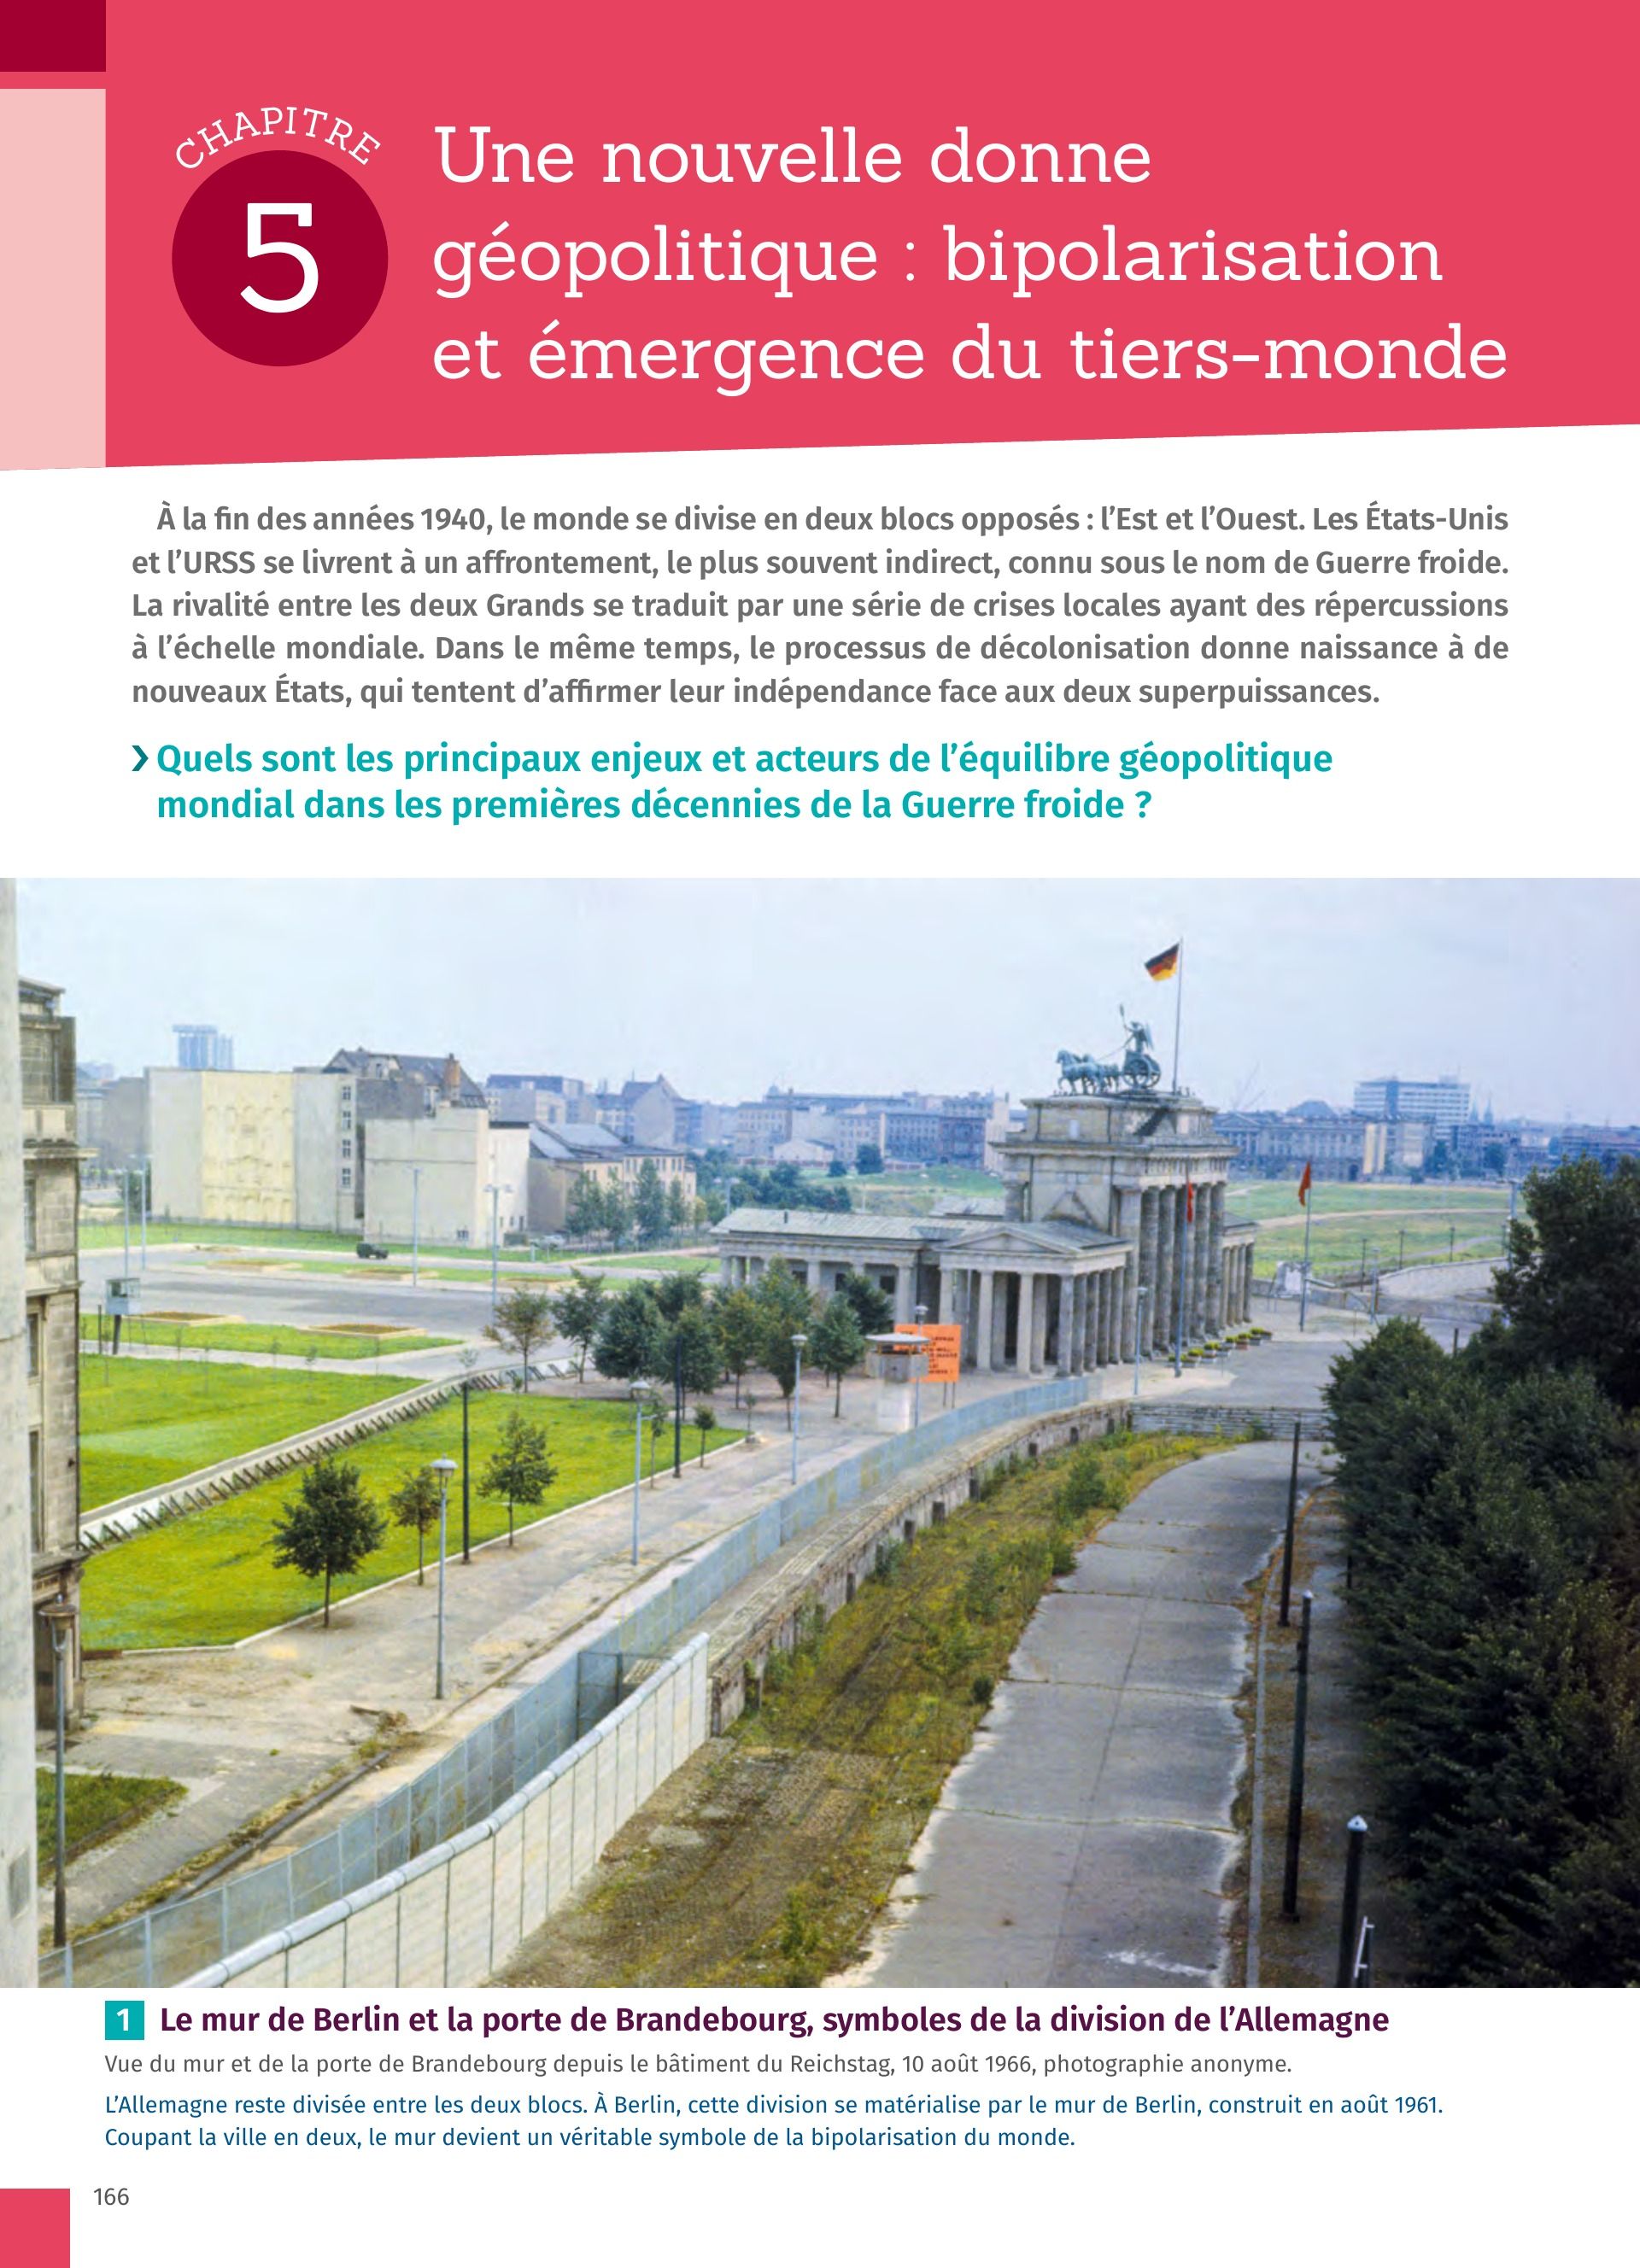 CHAPITRE
5
Une nouvelle donne
géopolitique : bipolarisation
et émergence du tiers-monde
À la fin des années 1940, le monde se divise en deux blocs opposés : l’Est et l’Ouest. Les États-Unis
et l’URSS se livrent à un affrontement, le plus souvent indirect, connu sous le nom de Guerre froide.
La rivalité entre les deux Grands se traduit par une série de crises locales ayant des répercussions
à l’échelle mondiale. Dans le même temps, le processus de décolonisation donne naissance à de
nouveaux États, qui tentent d’affirmer leur indépendance face aux deux superpuissances.
› Quels sont les principaux enjeux et acteurs de l’équilibre géopolitique
mondial dans les premières décennies de la Guerre froide ?
1 Le mur de Berlin et la porte de Brandebourg, symboles de la division de l’Allemagne
Vue du mur et de la porte de Brandebourg depuis le bâtiment du Reichstag, 10 août 1966, photographie anonyme.
L’Allemagne reste divisée entre les deux blocs. À Berlin, cette division se matérialise par le mur de Berlin, construit en août 1961.
Coupant la ville en deux, le mur devient un véritable symbole de la bipolarisation du monde.
166